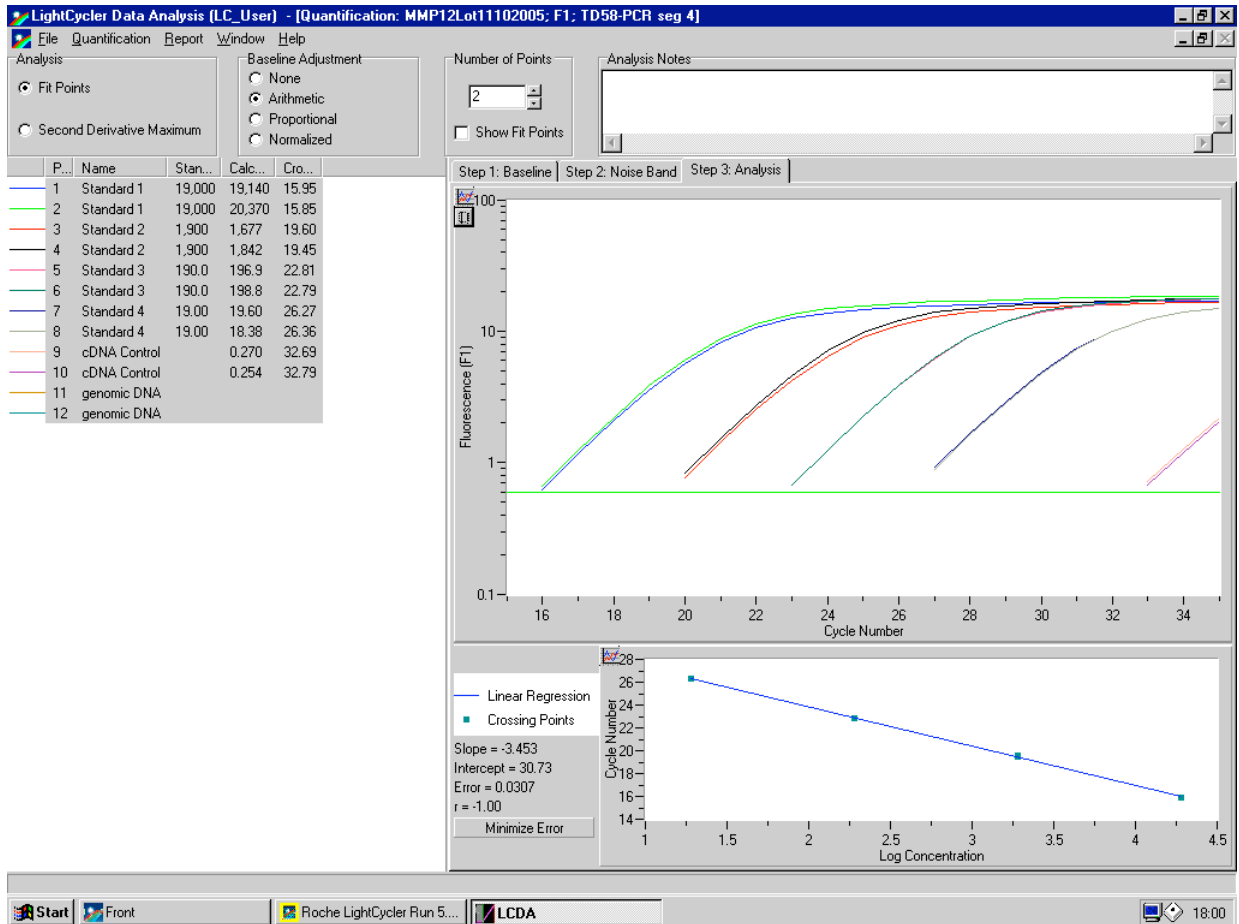 LightCycler Data Analysis (LC_User) - [Quantification: MMP12Lot11102005; F1; TD58-PCR seg 4]
File Quantification Report Window Help
Analysis
Fit Points
Second Derivative Maximum
Baseline Adjustment
None
Arithmetic
Proportional
Normalized
Number of Points
2
Show Fit Points
Analysis Notes
P... Name Stan... Calc... Cro...
1 Standard 1 19,000 19,140 15.95
2 Standard 1 19,000 20,370 15.85
3 Standard 2 1,900 1,677 19.60
4 Standard 2 1,900 1,842 19.45
5 Standard 3 190.0 196.9 22.81
6 Standard 3 190.0 198.8 22.79
7 Standard 4 19.00 19.60 26.27
8 Standard 4 19.00 18.38 26.36
9 cDNA Control 0.270 32.69
10 cDNA Control 0.254 32.79
11 genomic DNA
12 genomic DNA
Step 1: Baseline Step 2: Noise Band Step 3: Analysis
100
10
1
0.1
Fluorescence (F1)
16 18 20 22 24 26 28 30 32 34
Cycle Number
Linear Regression
Crossing Points
Slope = -3.453
Intercept = 30.73
Error = 0.0307
r = -1.00
Minimize Error
28
26
24
22
20
18
16
14
Cycle Number
1 1.5 2 2.5 3 3.5 4 4.5
Log Concentration
Start Front Roche LightCycler Run 5.... LCDA 18:00